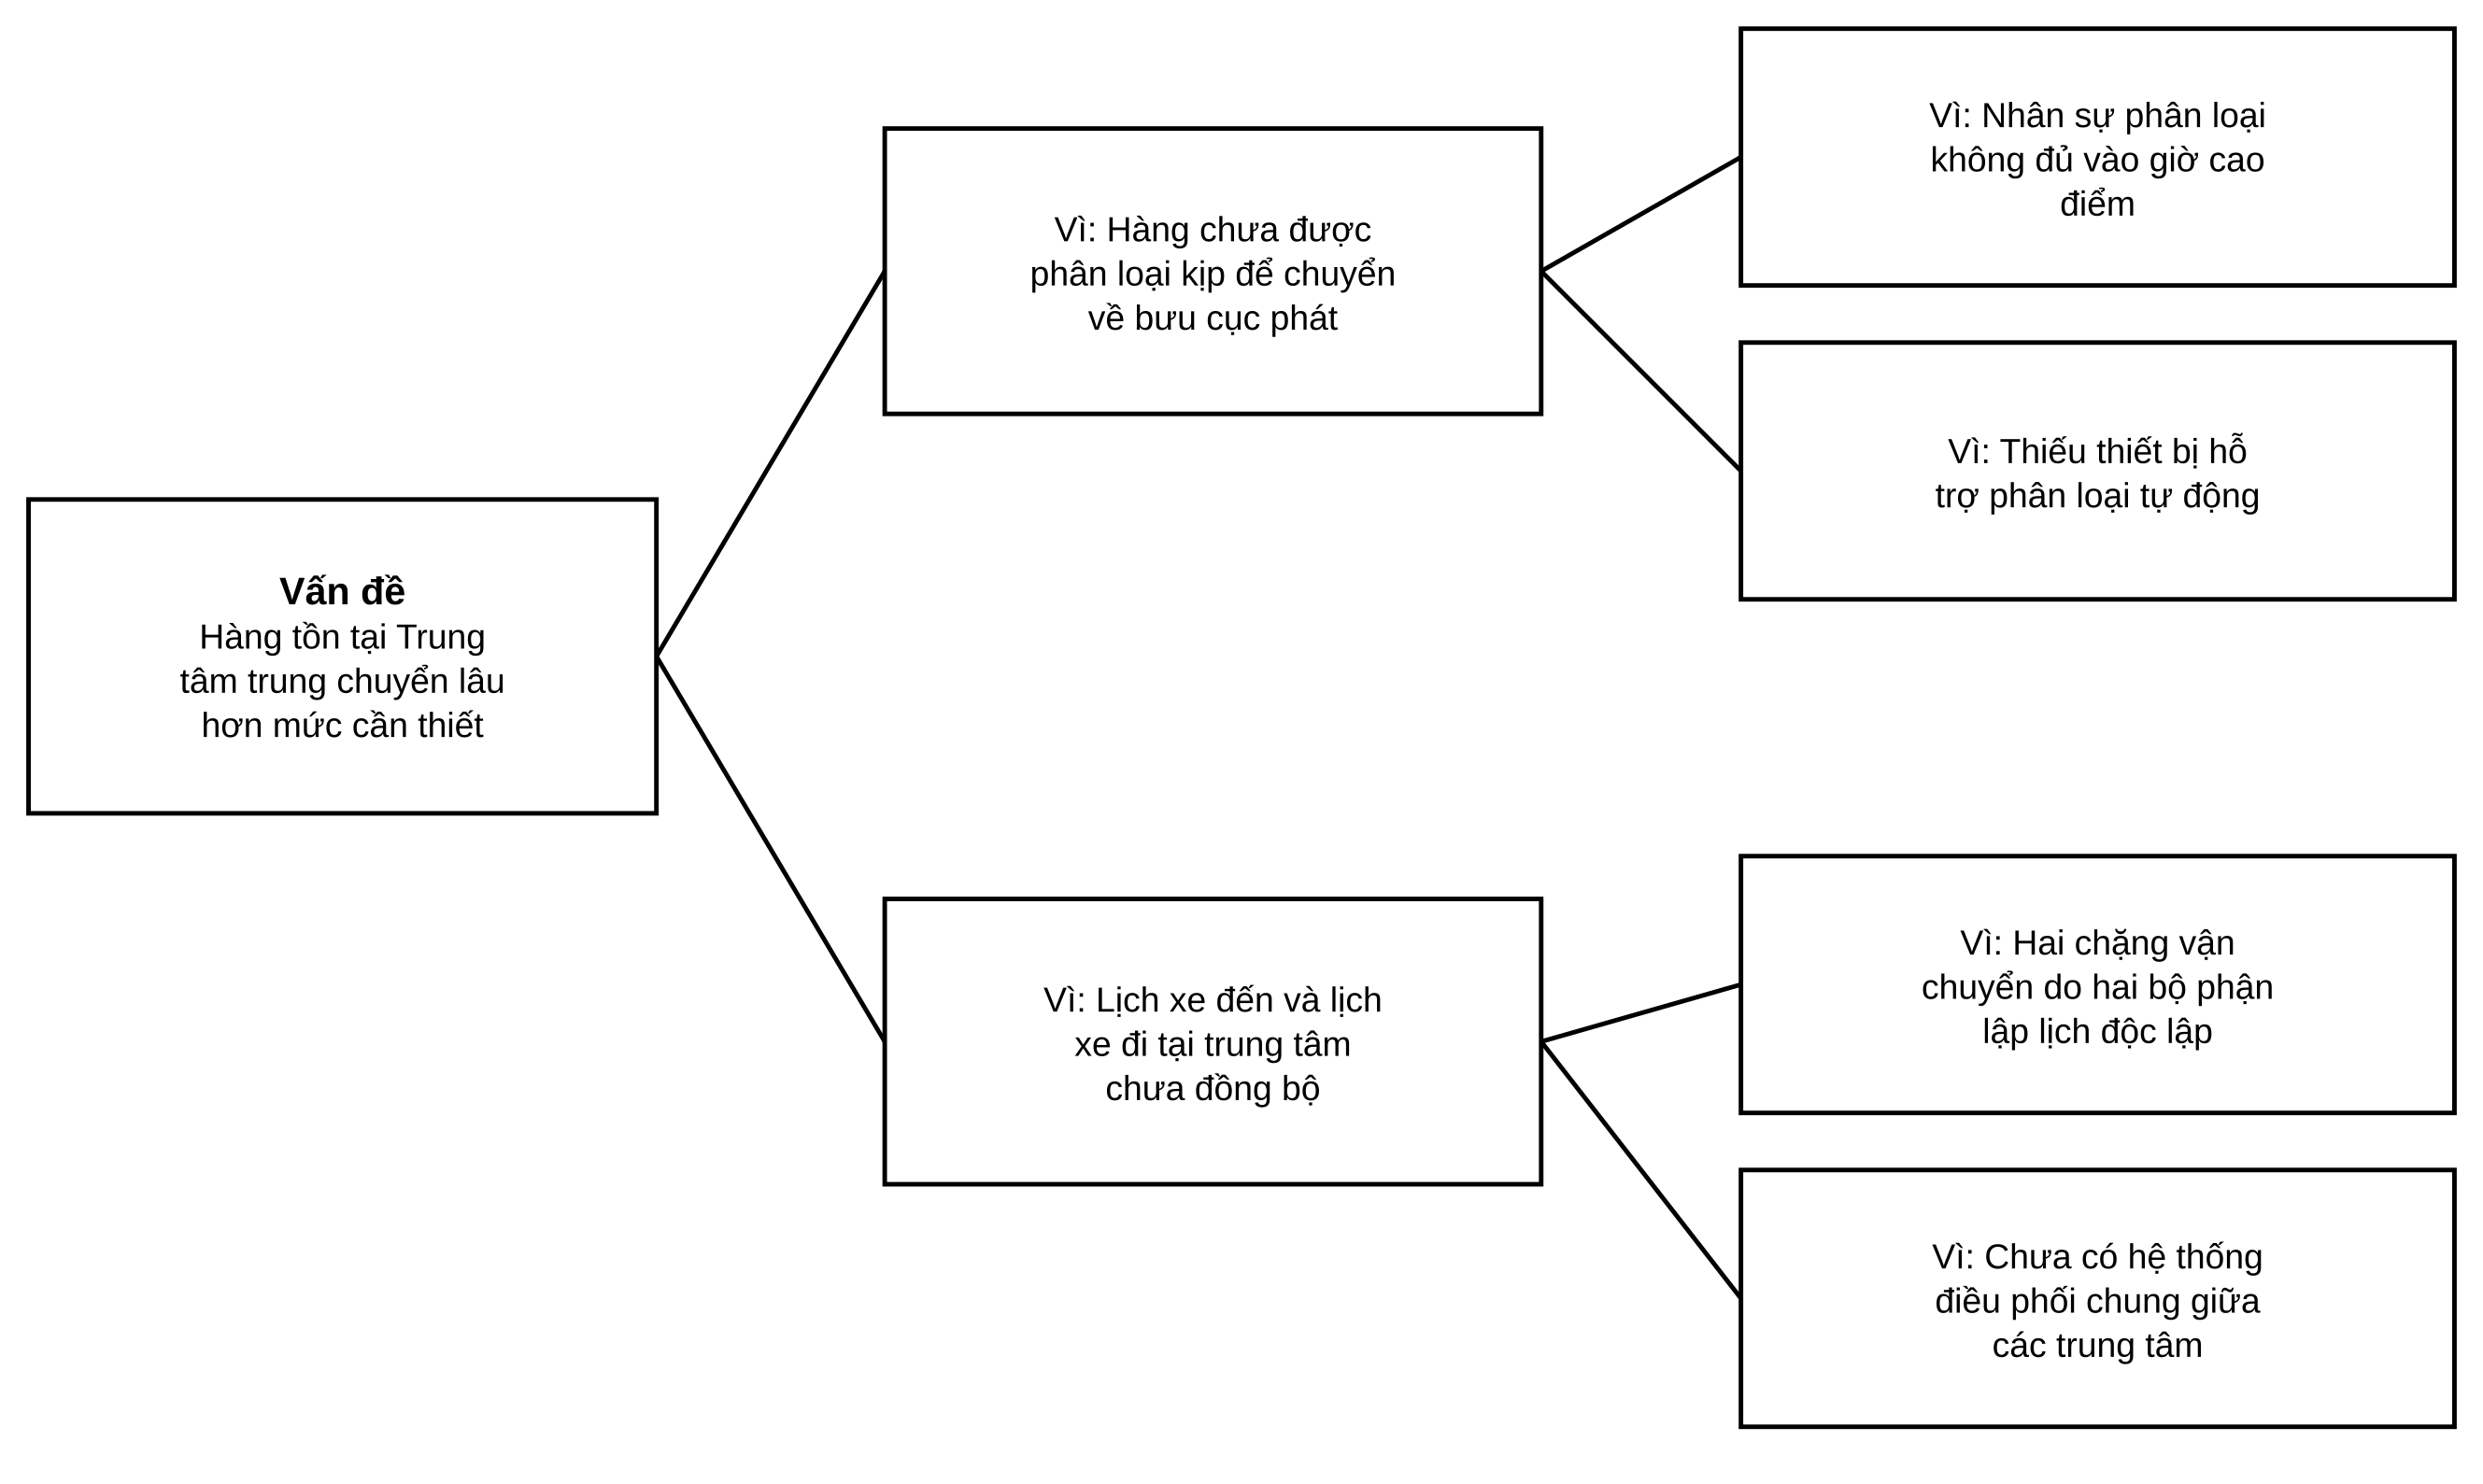 Vấn đề
Hàng tồn tại Trung
tâm trung chuyển lâu
hơn mức cần thiết
Vì: Hàng chưa được
phân loại kịp để chuyển
về bưu cục phát
Vì: Nhân sự phân loại
không đủ vào giờ cao
điểm
Vì: Thiếu thiết bị hỗ
trợ phân loại tự động
Vì: Lịch xe đến và lịch
xe đi tại trung tâm
chưa đồng bộ
Vì: Hai chặng vận
chuyển do hai bộ phận
lập lịch độc lập
Vì: Chưa có hệ thống
điều phối chung giữa
các trung tâm